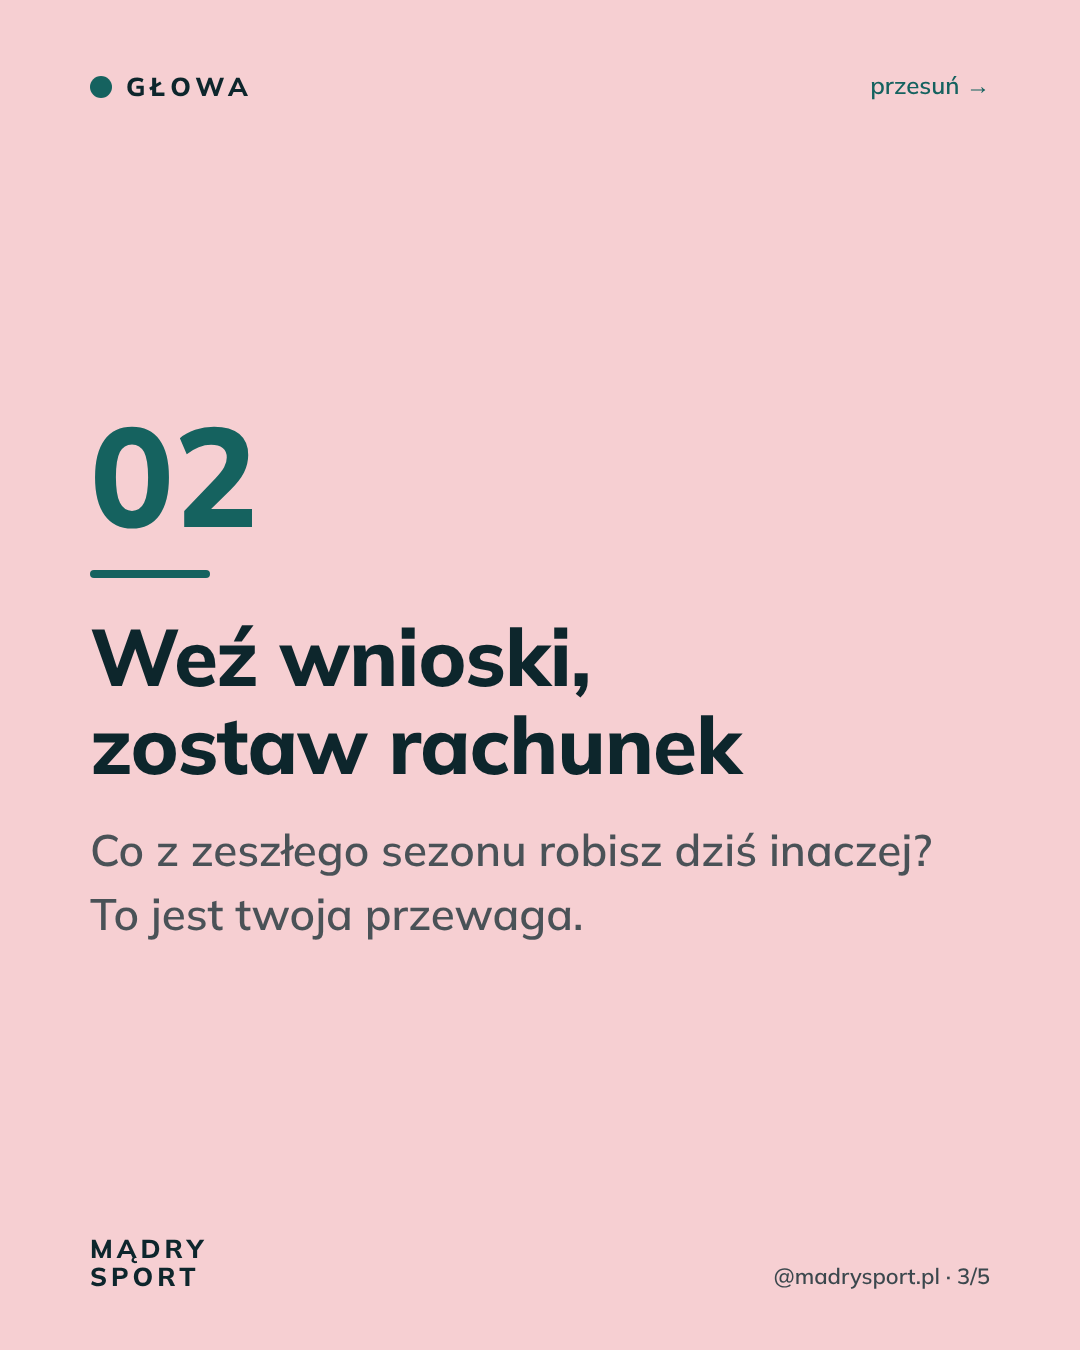 GŁOWA
przesuń →
02
Weź wnioski,
zostaw rachunek
Co z zeszłego sezonu robisz dziś inaczej?
To jest twoja przewaga.
MĄDRY
SPORT
@madrysport.pl · 3/5